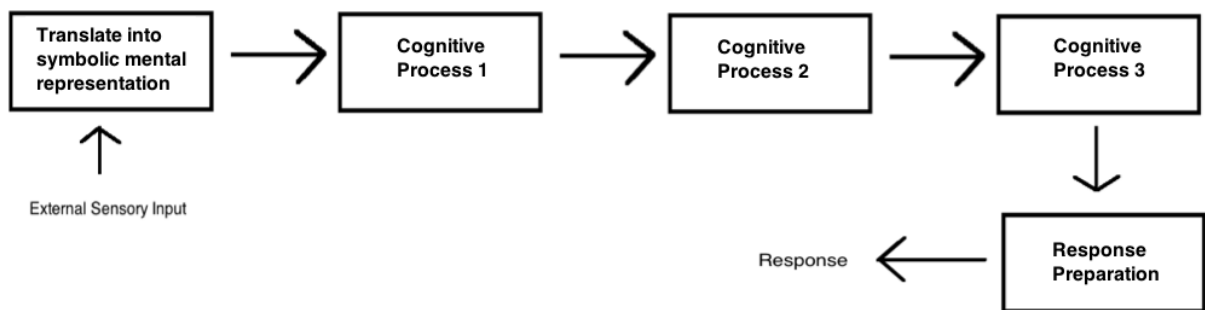 Translate into
symbolic mental
representation
Cognitive
Process 1
Cognitive
Process 2
Cognitive
Process 3
External Sensory Input
Response
Preparation
Response